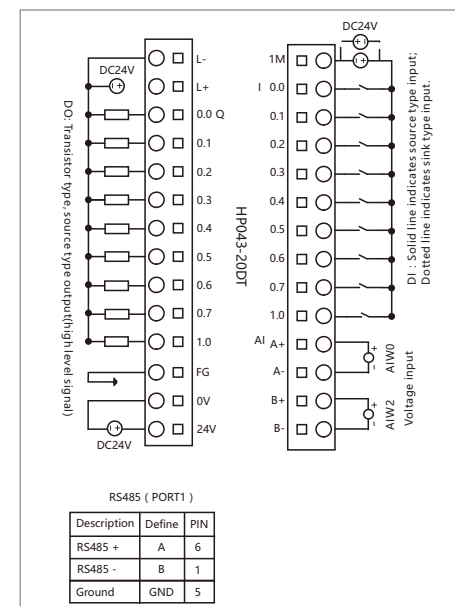 DC24V
L-
L+
0.0 Q
0.1
0.2
0.3
0.4
0.5
0.6
0.7
1.0
FG
0V
24V
DC24V
DO: Transistor type, source type output(high level signal)
HP043-20DT
DC24V
1M
I 0.0
0.1
0.2
0.3
0.4
0.5
0.6
0.7
1.0
AI A+
A-
B+
B-
DI : Solid line indicates source type input;
Dotted line indicates sink type input.
AIW0
AIW2
Voltage input
RS485 ( PORT1 )
Description Define PIN
RS485 + A 6
RS485 - B 1
Ground GND 5